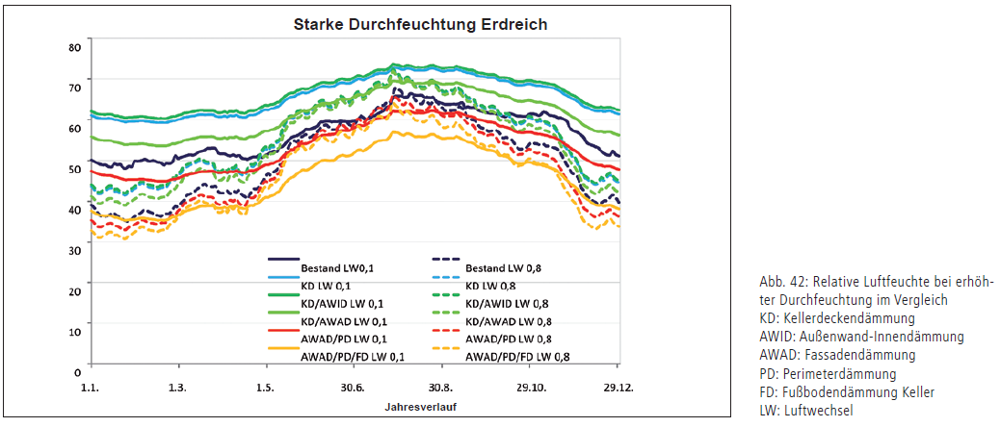 Starke Durchfeuchtung Erdreich
80
70
60
50
40
30
20
10
0
Bestand LW0,1
Bestand LW 0,8
KD LW 0,1
KD LW 0,8
KD/AWID LW 0,1
KD/AWID LW 0,8
KD/AWAD LW 0,1
KD/AWAD LW 0,8
AWAD/PD LW 0,1
AWAD/PD LW 0,8
AWAD/PD/FD LW 0,1
AWAD/PD/FD LW 0,8
1.1.
1.3.
1.5.
30.6.
30.8.
29.10.
29.12.
Jahresverlauf
Abb. 42: Relative Luftfeuchte bei erhöh-
ter Durchfeuchtung im Vergleich
KD: Kellerdeckendämmung
AWID: Außenwand-Innendämmung
AWAD: Fassadendämmung
PD: Perimeterdämmung
FD: Fußbodendämmung Keller
LW: Luftwechsel